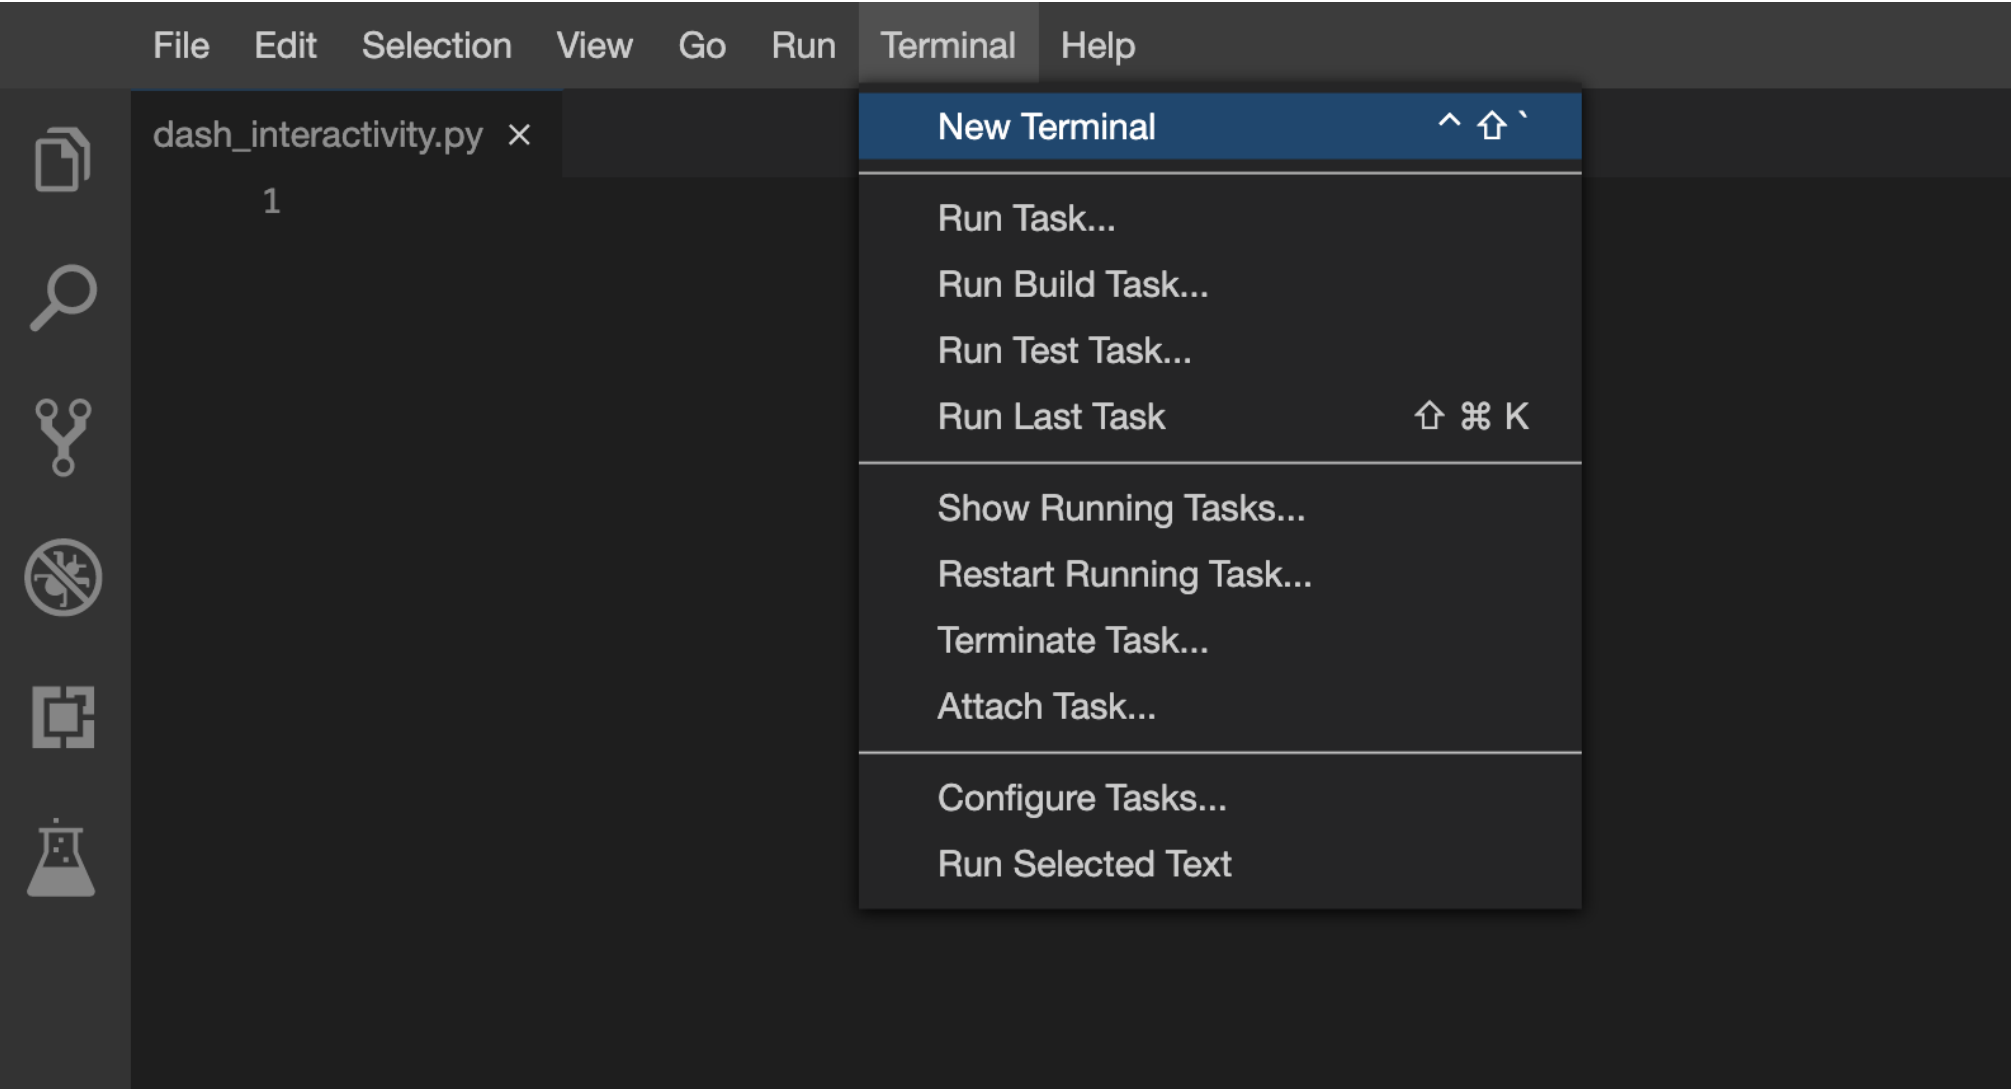 File Edit Selection View Go Run Terminal Help
dash_interactivity.py ×
1
New Terminal ^ ⇧ `
Run Task...
Run Build Task...
Run Test Task...
Run Last Task ⇧ ⌘ K
Show Running Tasks...
Restart Running Task...
Terminate Task...
Attach Task...
Configure Tasks...
Run Selected Text